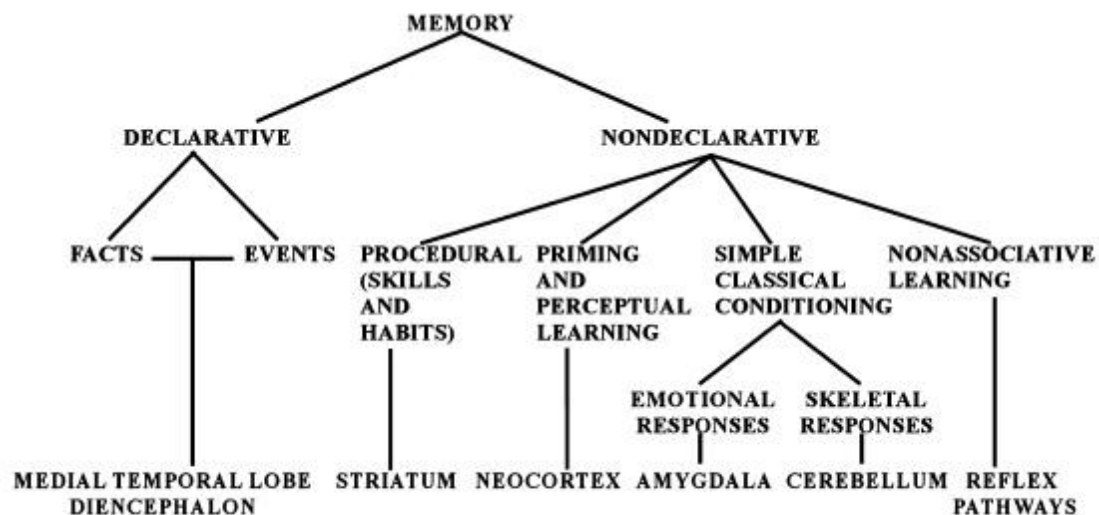 MEMORY
DECLARATIVE
NONDECLARATIVE
FACTS
EVENTS
PROCEDURAL
(SKILLS
AND
HABITS)
PRIMING
AND
PERCEPTUAL
LEARNING
SIMPLE
CLASSICAL
CONDITIONING
NONASSOCIATIVE
LEARNING
EMOTIONAL
RESPONSES
SKELETAL
RESPONSES
MEDIAL TEMPORAL LOBE
DIENCEPHALON
STRIATUM
NEOCORTEX
AMYGDALA
CEREBELLUM
REFLEX
PATHWAYS